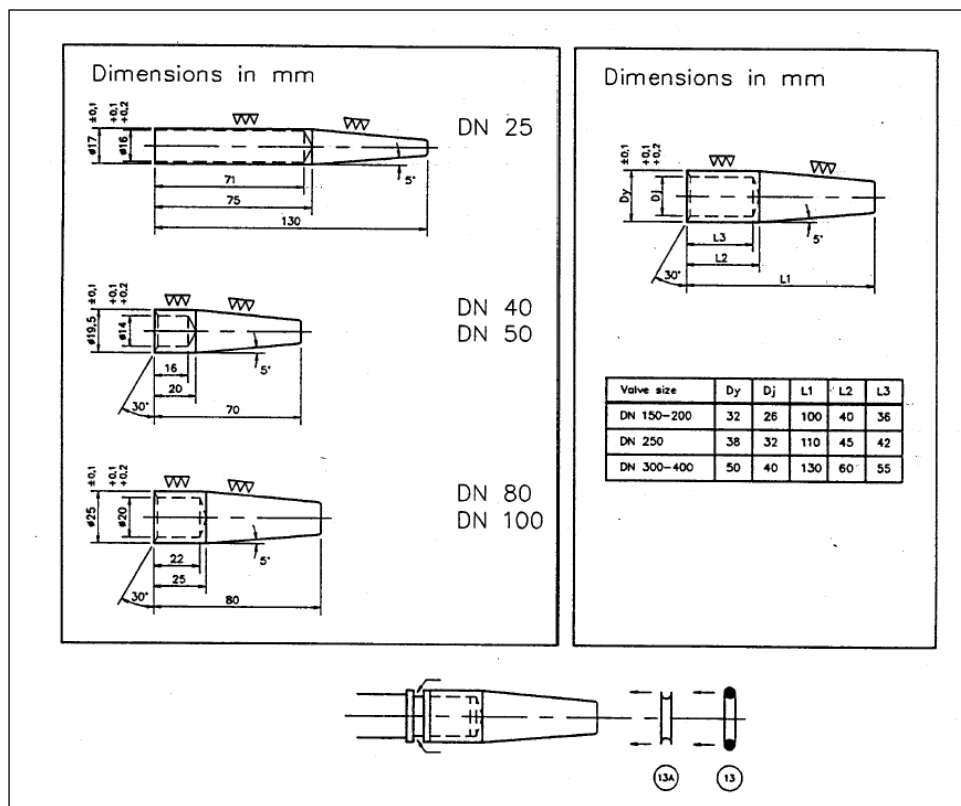 Dimensions in mm
±0,1
+0,1
+0,2
ø17
ø16
DN 25
71
75
130
5°
±0,1
+0,1
+0,2
ø19,5
ø14
DN 40
DN 50
16
20
70
30°
5°
±0,1
+0,1
+0,2
ø25
ø20
DN 80
DN 100
22
25
80
30°
5°
Dimensions in mm
±0,1
+0,1
+0,2
Dy
Dj
L3
L2
L1
30°
5°
Valve size Dy Dj L1 L2 L3
DN 150-200 32 26 100 40 36
DN 250 38 32 110 45 42
DN 300-400 50 40 130 60 55
13A 13